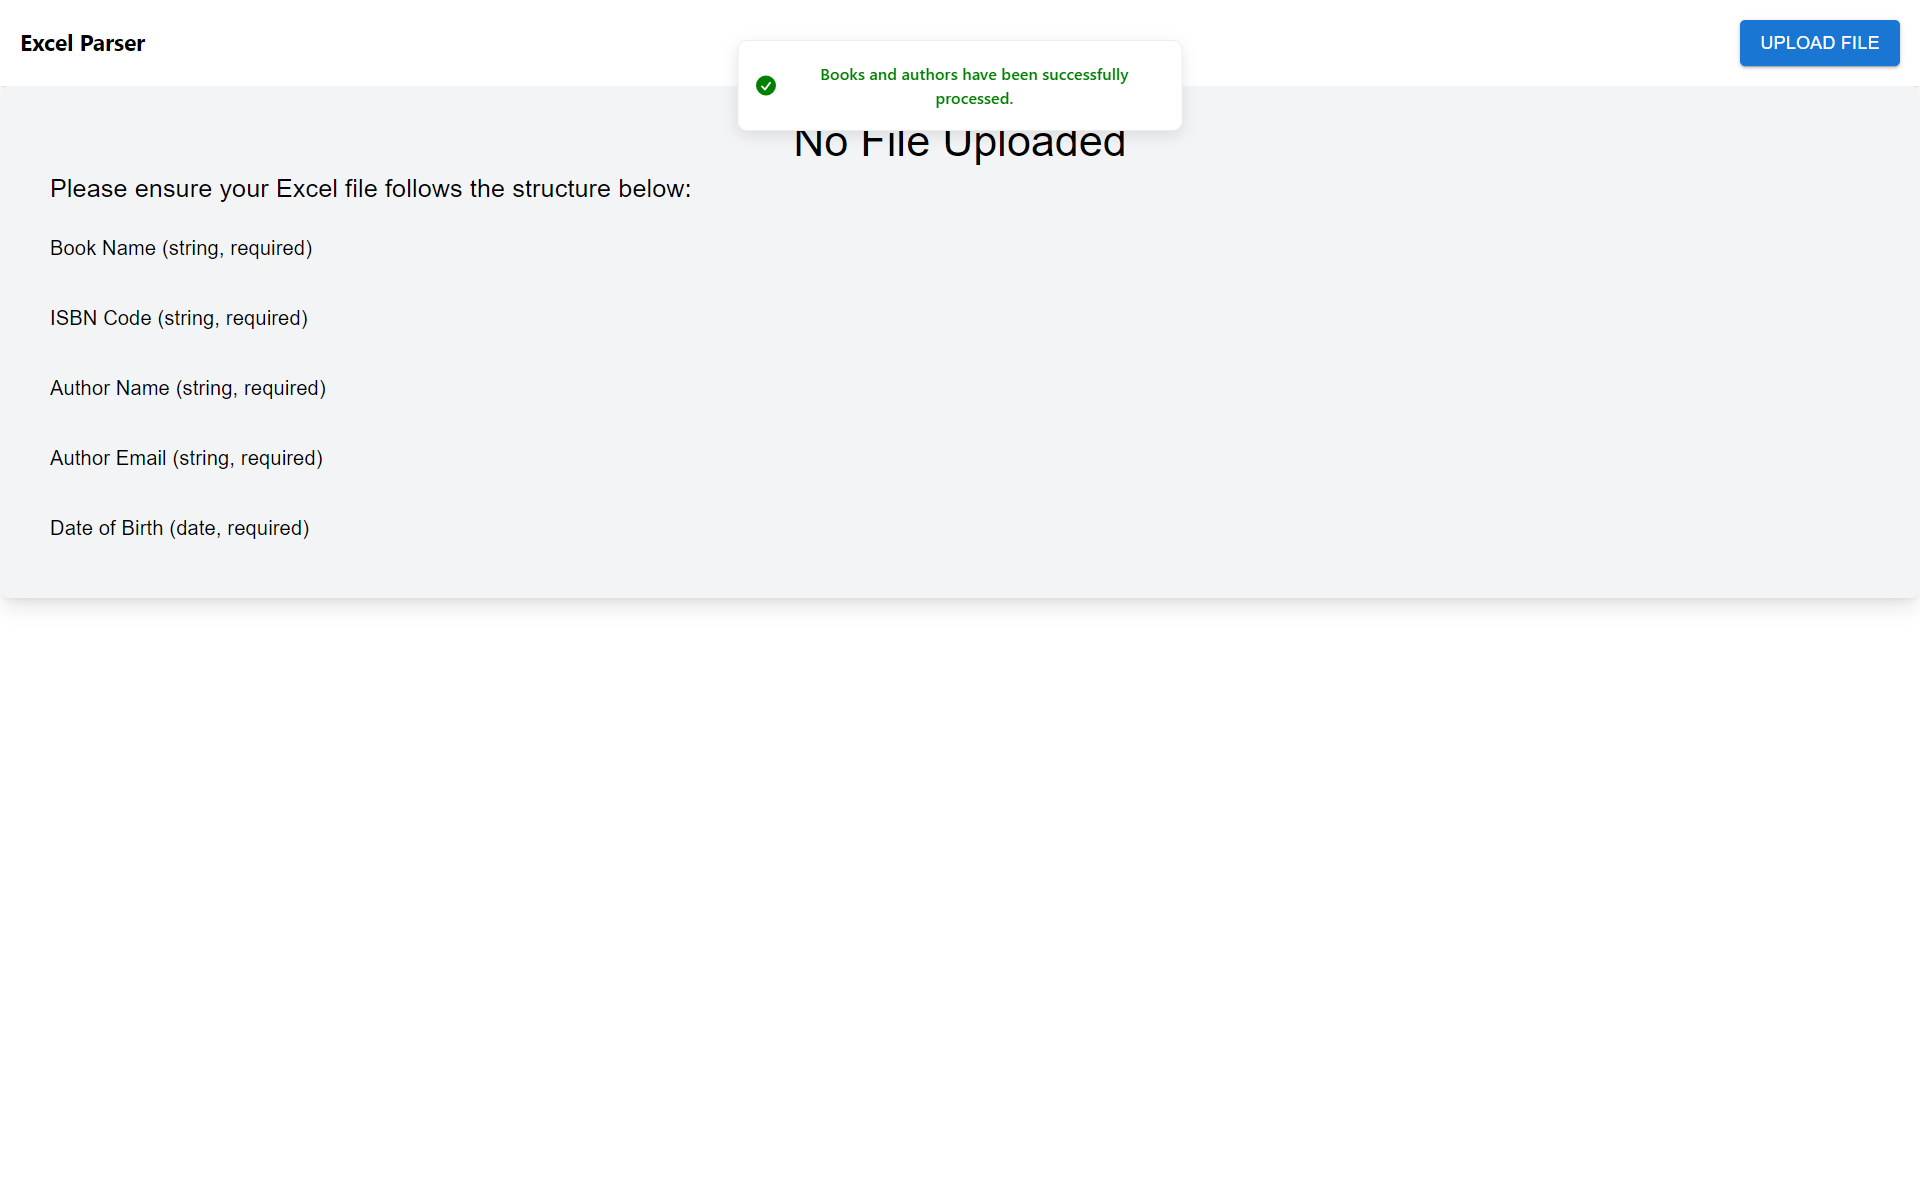 Excel Parser
UPLOAD FILE
Books and authors have been successfully
processed.
No File Uploaded
Please ensure your Excel file follows the structure below:
Book Name (string, required)
ISBN Code (string, required)
Author Name (string, required)
Author Email (string, required)
Date of Birth (date, required)